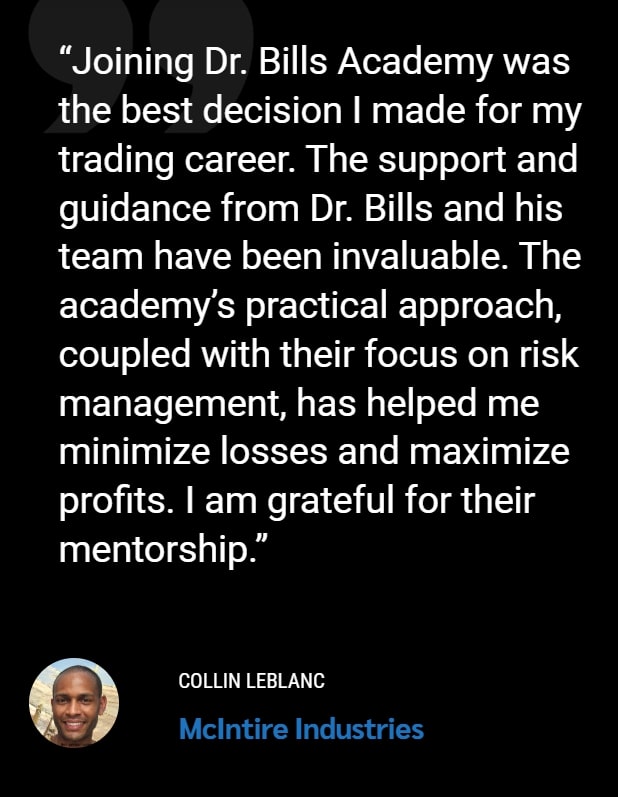 “Joining Dr. Bills Academy was
the best decision I made for my
trading career. The support and
guidance from Dr. Bills and his
team have been invaluable. The
academy’s practical approach,
coupled with their focus on risk
management, has helped me
minimize losses and maximize
profits. I am grateful for their
mentorship.”
COLLIN LEBLANC
McIntire Industries